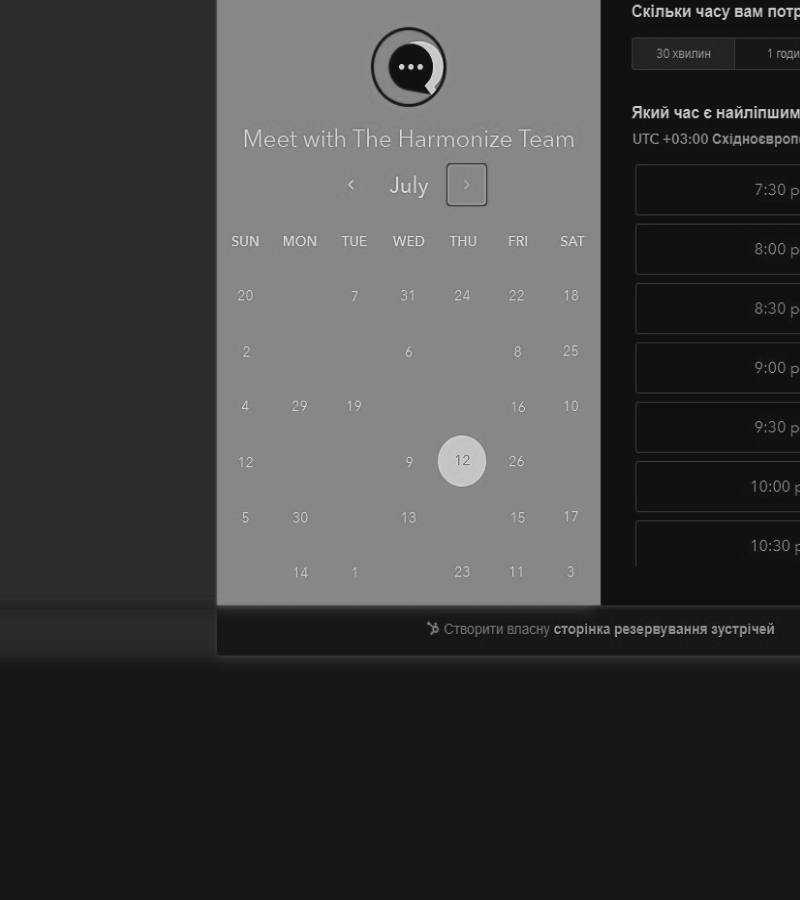 Meet with The Harmonize Team
July
SUN MON TUE WED THU FRI SAT
20 7 31 24 22 18
2 6 8 25
4 29 19 16 10
12 9 12 26
5 30 13 15 17
14 1 23 11 3
Скільки часу вам
30 хвилин 1
Який час є найліпшим
UTC +03:00
7:30
8:00
8:30
9:00
9:30
10:00
10:30
Створити власну сторінка резервування зустрічей